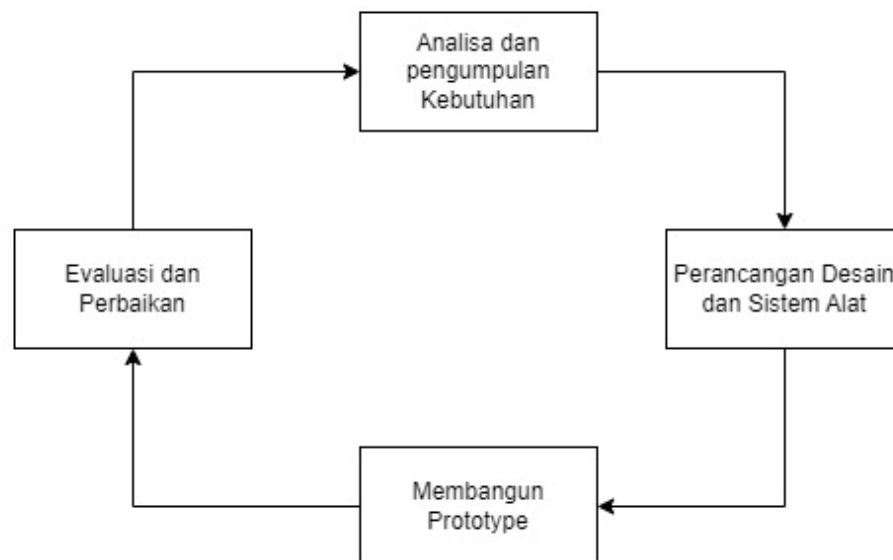 Analisa dan
pengumpulan
Kebutuhan
Evaluasi dan
Perbaikan
Perancangan Desain
dan Sistem Alat
Membangun
Prototype